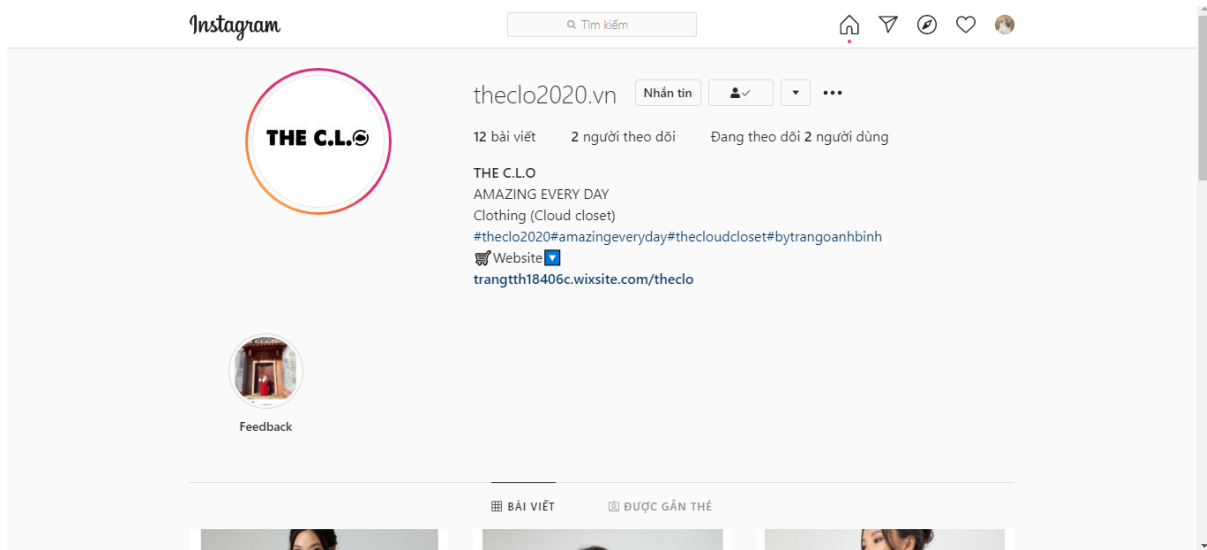 Instagram
Tìm kiếm
THE C.L.O
theclo2020.vn Nhắn tin
12 bài viết 2 người theo dõi Đang theo dõi 2 người dùng
THE C.L.O
AMAZING EVERY DAY
Clothing (Cloud closet)
#theclo2020#amazingeveryday#thecloudcloset#bytrangoanhbinh
🛒Website🔽
trangtth18406c.wixsite.com/theclo
Feedback
BÀI VIẾT ĐƯỢC GẮN THẺ